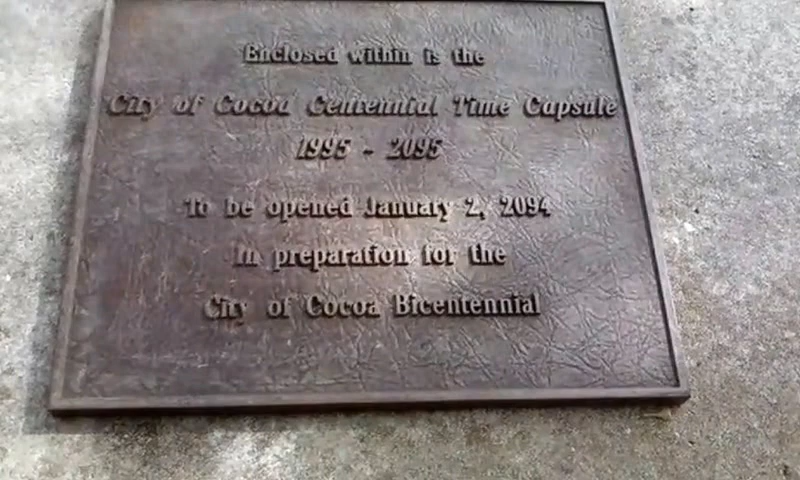 Enclosed within is the
City of Cocoa Centennial Time Capsule
1995 - 2095
To be opened January 2, 2094
In preparation for the
City of Cocoa Bicentennial